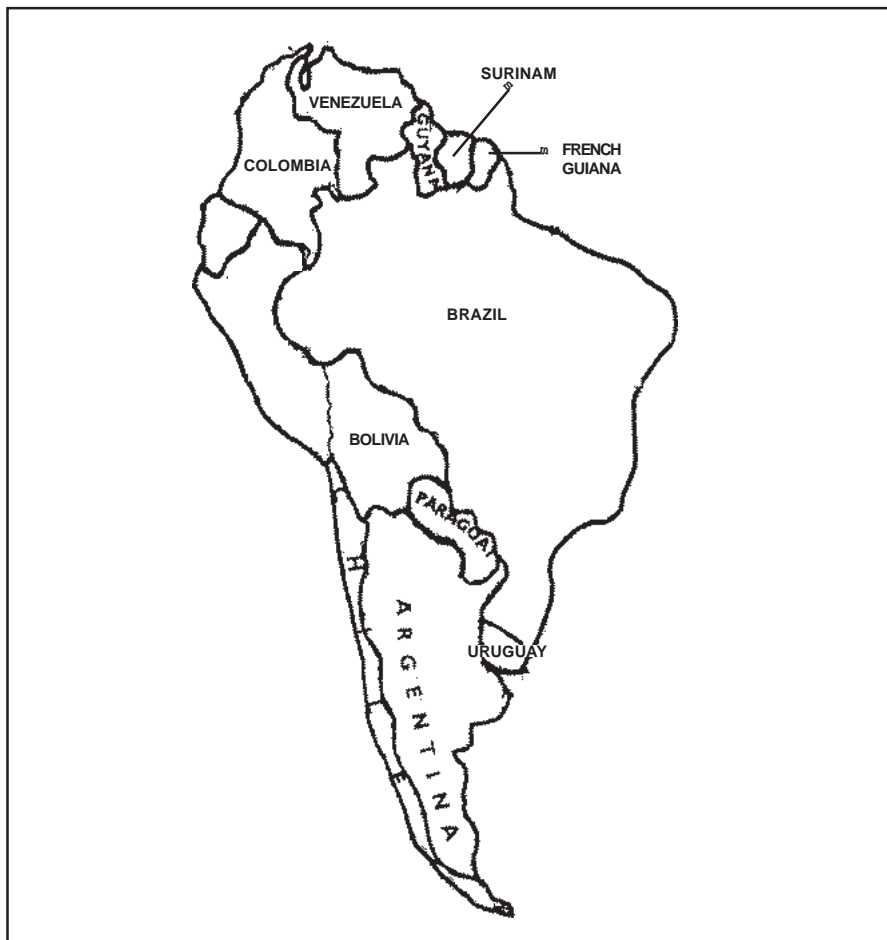 SURINAM
VENEZUELA
GUYANA
FRENCH
GUIANA
COLOMBIA
BRAZIL
BOLIVIA
PARAGUAY
ARGENTINA
URUGUAY